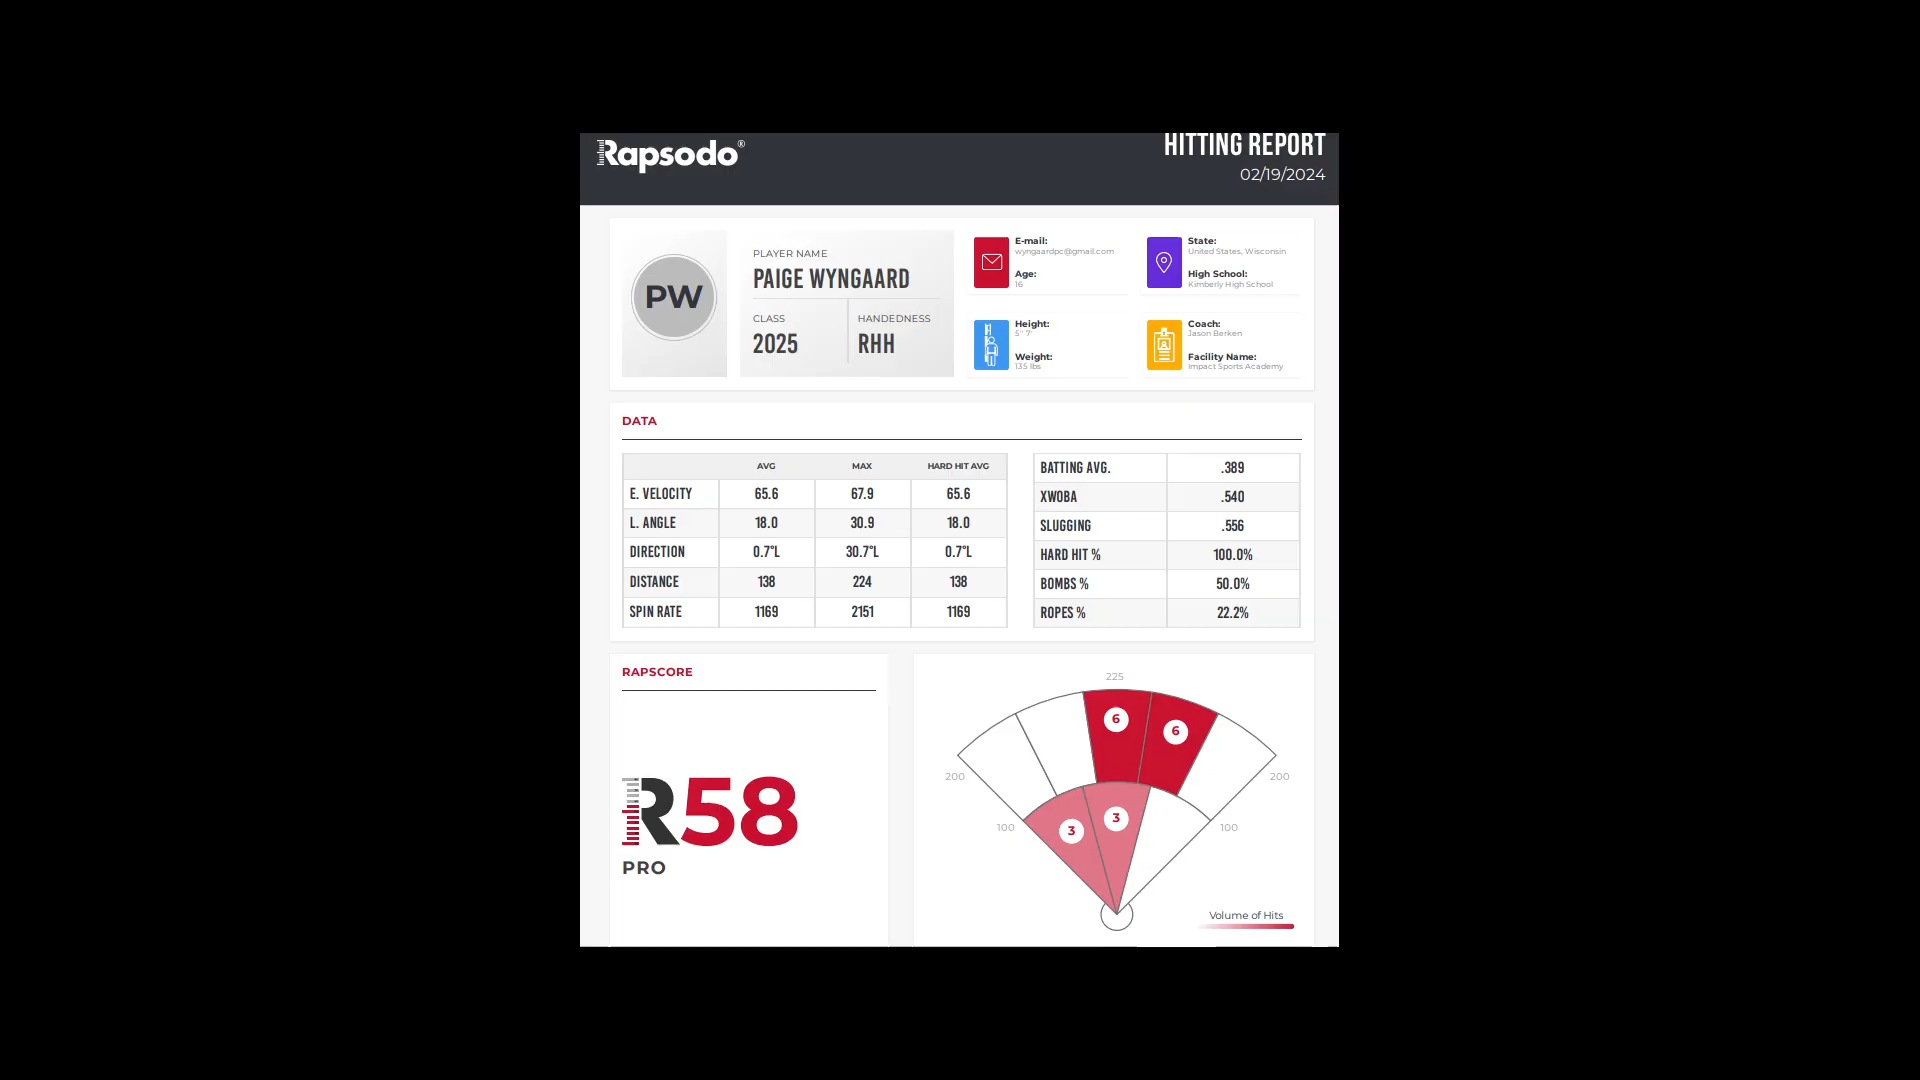 Rapsodo®
HITTING REPORT
02/19/2024
PW
PLAYER NAME
PAIGE WYNGAARD
CLASS
2025
HANDEDNESS
RHH
E-mail:
wyngaardpc@gmail.com
Age:
16
State:
United States, Wisconsin
High School:
Kimberly High School
Height:
5'' 7'
Weight:
135 lbs
Coach:
Jason Berken
Facility Name:
Impact Sports Academy
DATA
AVG MAX HARD HIT AVG
E. VELOCITY 65.6 67.9 65.6
L. ANGLE 18.0 30.9 18.0
DIRECTION 0.7°L 30.7°L 0.7°L
DISTANCE 138 224 138
SPIN RATE 1169 2151 1169
BATTING AVG. .389
XWOBA .540
SLUGGING .556
HARD HIT % 100.0%
BOMBS % 50.0%
ROPES % 22.2%
RAPSCORE
R58
PRO
225
6
6
200
200
3
3
100
100
Volume of Hits